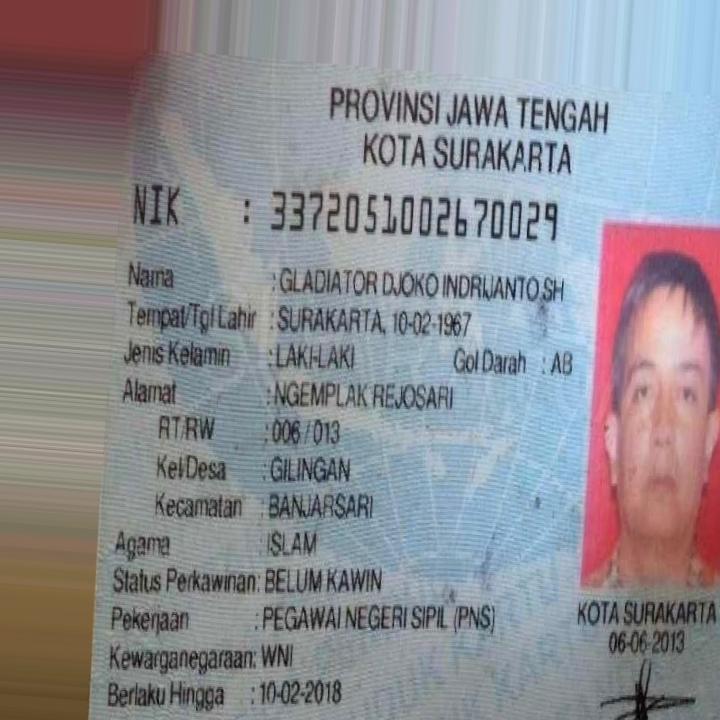 PROVINSI JAWA TENGAH
KOTA SURAKARTA
NIK : 3372051002670029
Nama : GLADIATOR DJOKO INDRIJANTO SH
Tempat/Tgl Lahir : SURAKARTA, 10-02-1967
Jenis Kelamin : LAKI-LAKI Gol Darah : AB
Alamat : NGEMPLAK REJOSARI
RT/RW : 006 / 013
Kel/Desa : GILINGAN
Kecamatan : BANJARSARI
Agama : ISLAM
Status Perkawinan: BELUM KAWIN
Pekerjaan : PEGAWAI NEGERI SIPIL (PNS)
Kewarganegaraan: WNI
Berlaku Hingga : 10-02-2018
KOTA SURAKARTA
06-06-2013